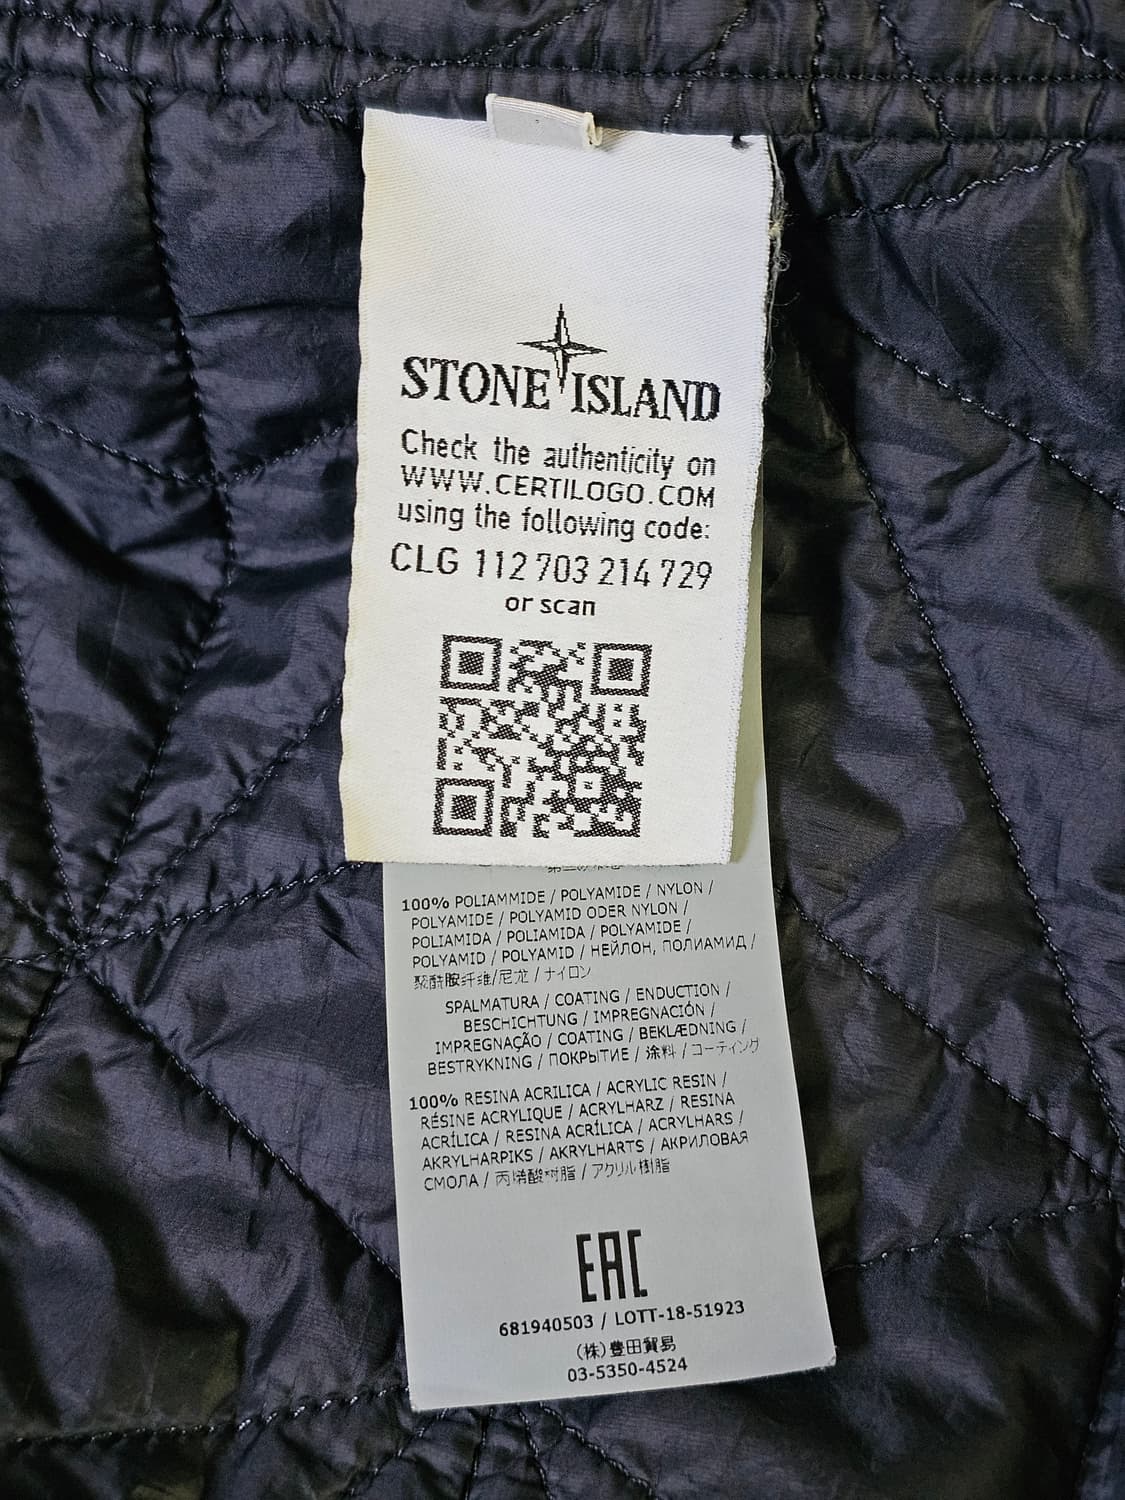 STONE ISLAND
Check the authenticity on
WWW.CERTILOGO.COM
using the following code:
CLG 112 703 214 729
or scan
100% POLIAMMIDE / POLYAMIDE / NYLON /
POLYAMIDE / POLYAMID ODER NYLON /
POLIAMIDA / POLIAMIDA / POLYAMIDE /
POLYAMID / POLYAMID / НЕЙЛОН, ПОЛИАМИД /
聚酰胺纤维/尼龙 / ナイロン
SPALMATURA / COATING / ENDUCTION /
BESCHICHTUNG / IMPREGNACIÓN /
IMPREGNAÇÃO / COATING / BEKLÆDNING /
BESTRYKNING / ПОКРЫТИЕ / 涂料 / コーティング
100% RESINA ACRILICA / ACRYLIC RESIN /
RÉSINE ACRYLIQUE / ACRYLHARZ / RESINA
ACRÍLICA / RESINA ACRÍLICA / ACRYLHARS /
AKRYLHARPIKS / AKRYLHARTS / АКРИЛОВАЯ
СМОЛА / 丙烯酸树脂 / アクリル樹脂
EAC
681940503 / LOTT-18-51923
(株)豊田貿易
03-5350-4524